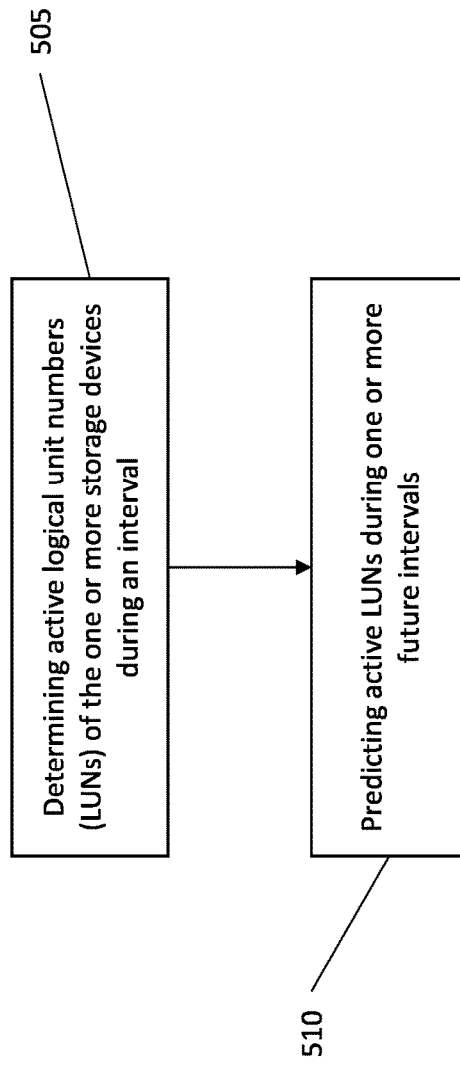 505
Determining active logical unit numbers
(LUNs) of the one or more storage devices
during an interval
Predicting active LUNs during one or more
future intervals
510